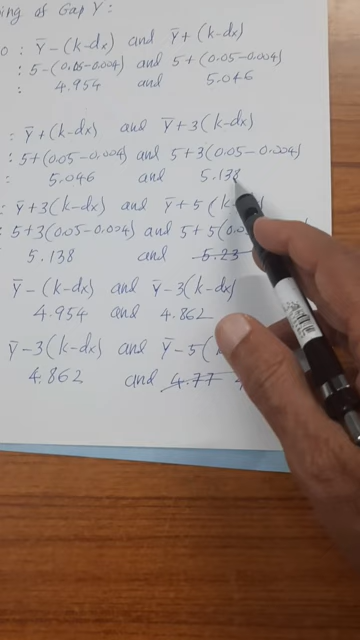 ing of Gap Y:
0 : Ȳ-(k-dx) and Ȳ+(k-dx)
: 5-(0.05-0.004) and 5+(0.05-0.004)
: 4.954 and 5.046
: Ȳ+(k-dx) and Ȳ+3(k-dx)
: 5+(0.05-0.004) and 5+3(0.05-0.004)
: 5.046 and 5.138
: Ȳ+3(k-dx) and Ȳ+5(k-dx)
: 5+3(0.05-0.004) and 5+5(0.0
5.138 and 5.23
Ȳ-(k-dx) and Ȳ-3(k-dx)
4.954 and 4.862
Ȳ-3(k-dx) and Ȳ-5(
4.862 and 4.77